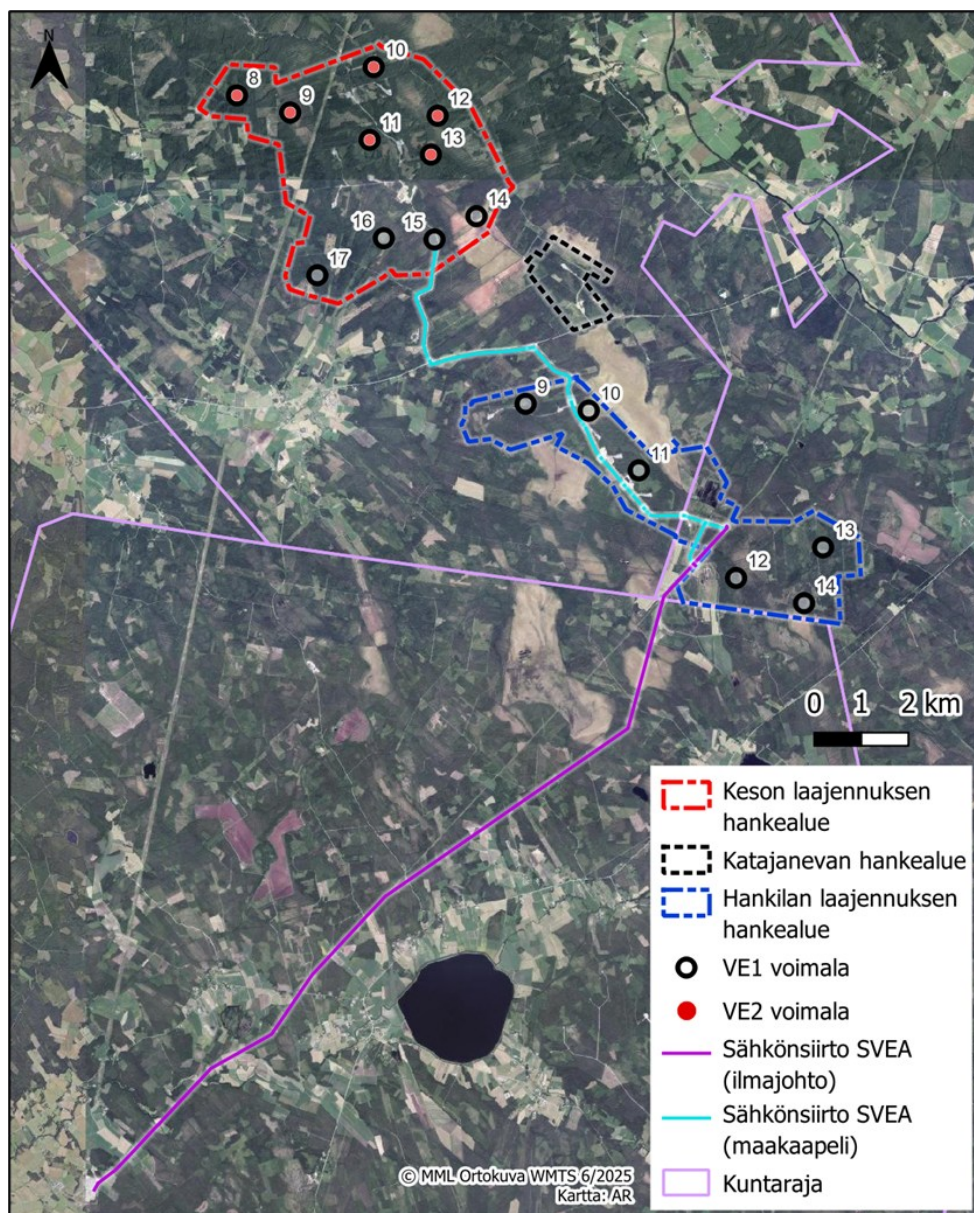 N
10
8
9
12
11
13
14
16
15
17
9
10
11
13
12
14
0 1 2 km
Keson laajennuksen
hankealue
Katajanevan hankealue
Hankilan laajennuksen
hankealue
VE1 voimala
VE2 voimala
Sähkönsiirto SVEA
(ilmajohto)
Sähkönsiirto SVEA
(maakaapeli)
Kuntaraja
© MML Ortokuva WMTS 6/2025
Kartta: AR